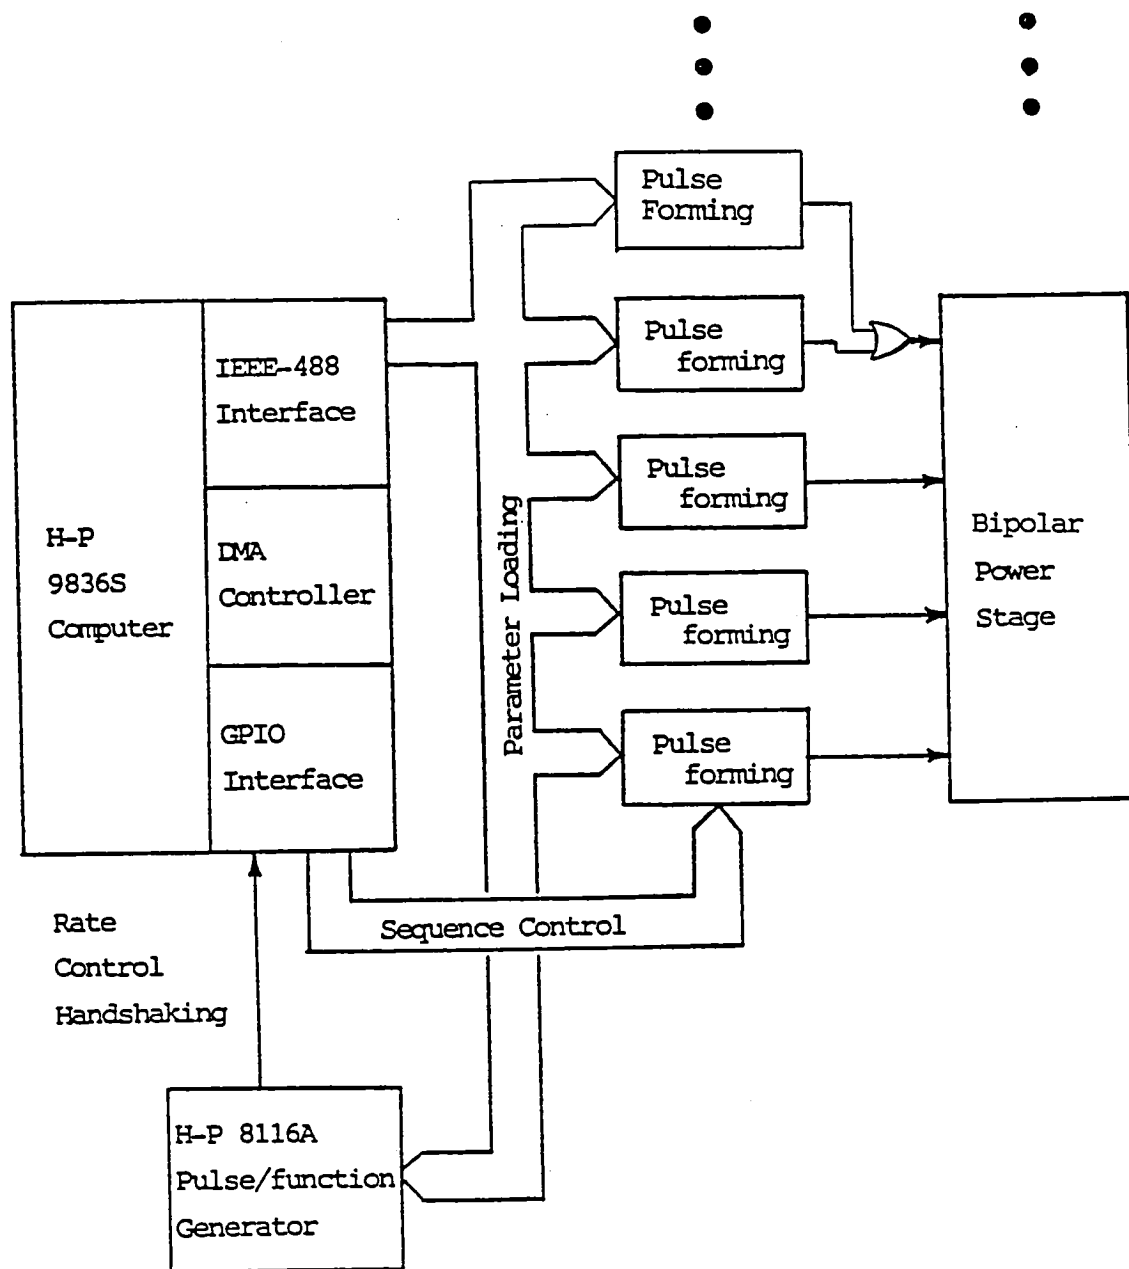 Pulse
Forming
Pulse
forming
Pulse
forming
Pulse
forming
Pulse
forming
IEEE-488
Interface
DMA
Controller
GPIO
Interface
H-P
9836S
Computer
Parameter Loading
Bipolar
Power
Stage
Sequence Control
Rate
Control
Handshaking
H-P 8116A
Pulse/function
Generator